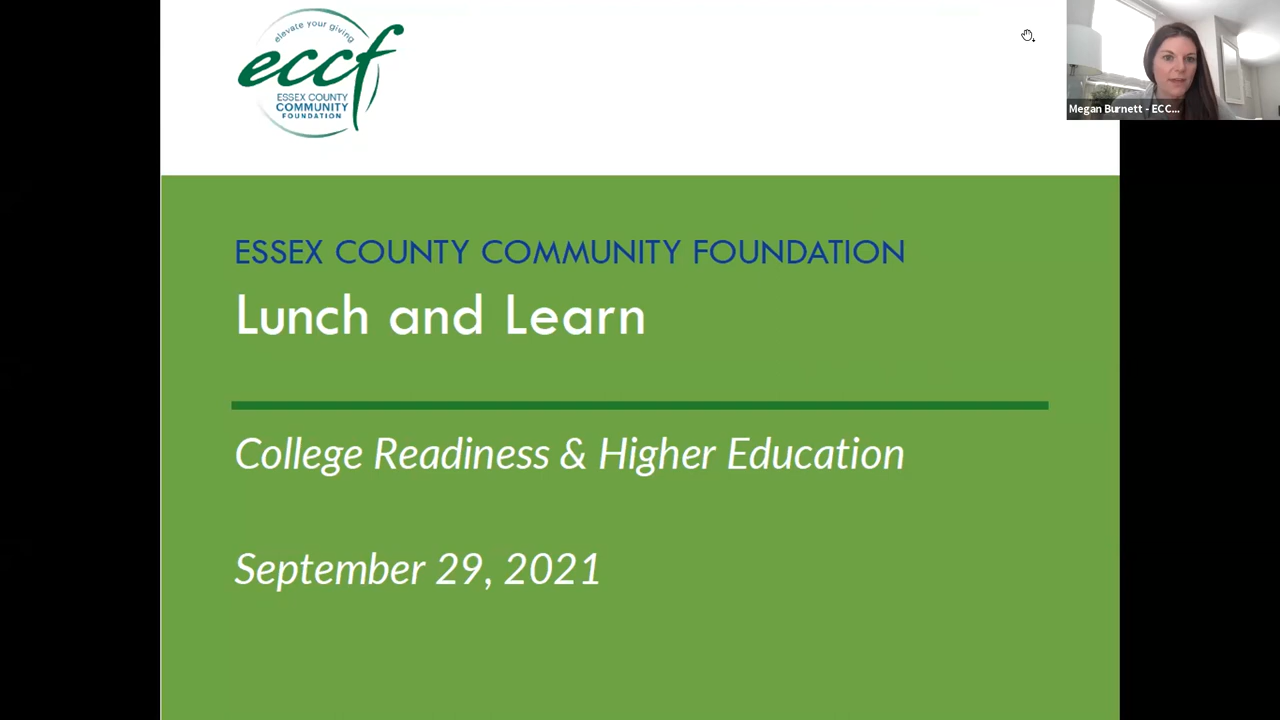 elevate your giving
eccf
ESSEX COUNTY
COMMUNITY
FOUNDATION
Megan Burnett - ECC...
ESSEX COUNTY COMMUNITY FOUNDATION
Lunch and Learn
College Readiness & Higher Education
September 29, 2021